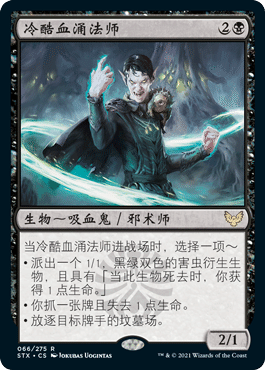 冷酷血涌法师 2
生物～吸血鬼／邪术师
当冷酷血涌法师进战场时，选择一项～
•派出一个1/1，黑绿双色的害虫衍生生
物，且具有「当此生物死去时，你获
得1点生命。」
•你抓一张牌且失去1点生命。
•放逐目标牌手的坟墓场。
2/1
066/275 R
STX • CS JOKUBAS UOGINTAS
™ & © 2021 Wizards of the Coast